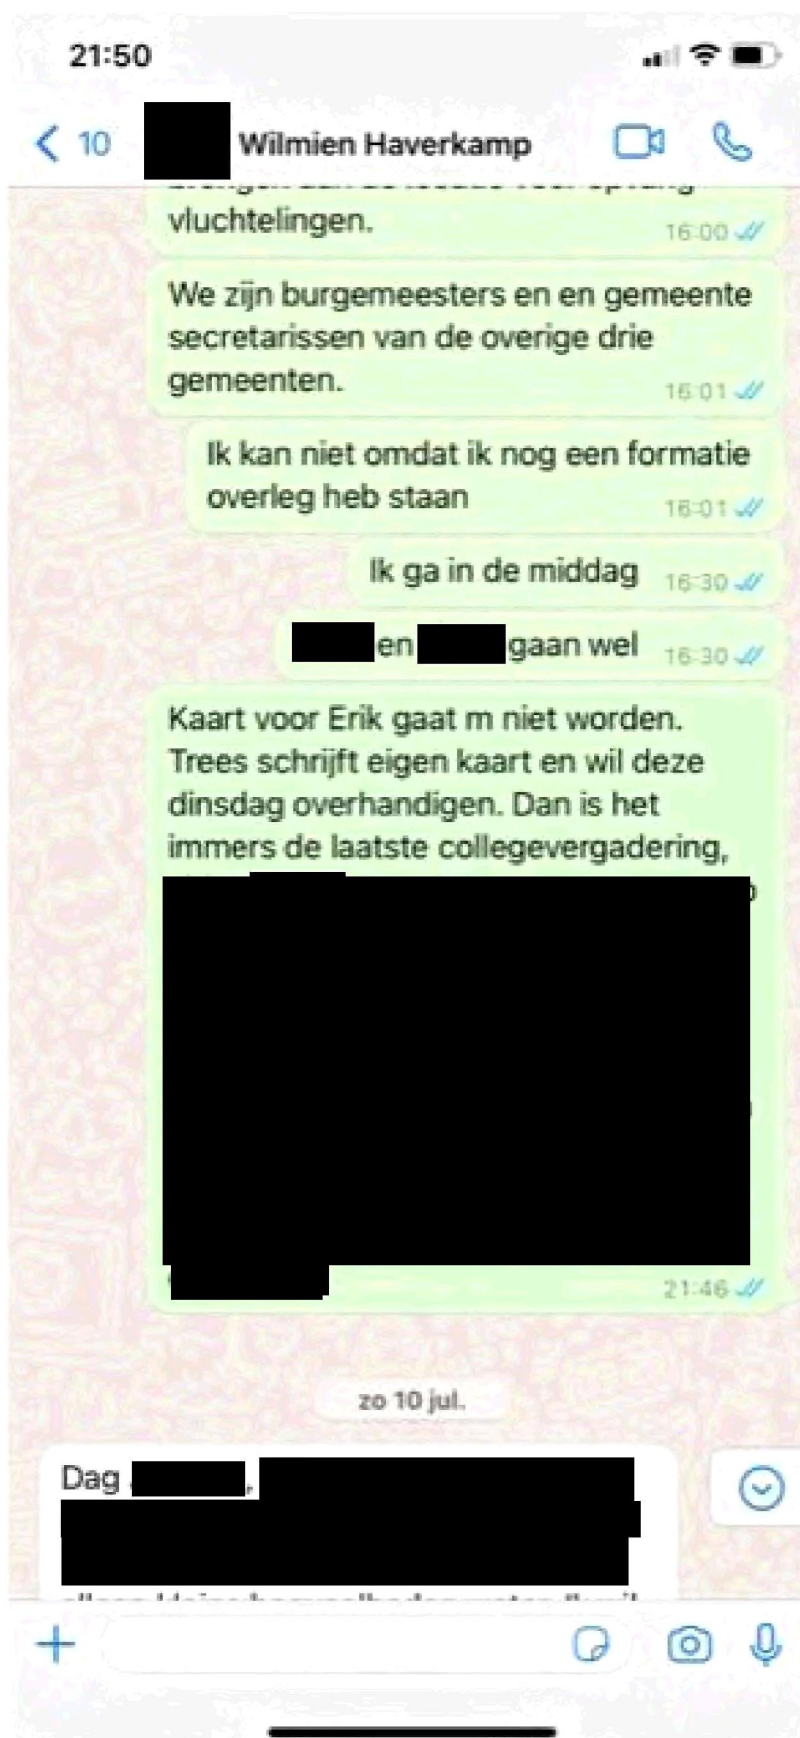 21:50
10
Wilmien Haverkamp
vluchtelingen.
16:00
We zijn burgemeesters en en gemeente
secretarissen van de overige drie
gemeenten.
16:01
Ik kan niet omdat ik nog een formatie
overleg heb staan
16:01
Ik ga in de middag
16:30
en gaan wel
16:30
Kaart voor Erik gaat m niet worden.
Trees schrijft eigen kaart en wil deze
dinsdag overhandigen. Dan is het
immers de laatste collegevergadering,
21:46
zo 10 jul.
Dag ,